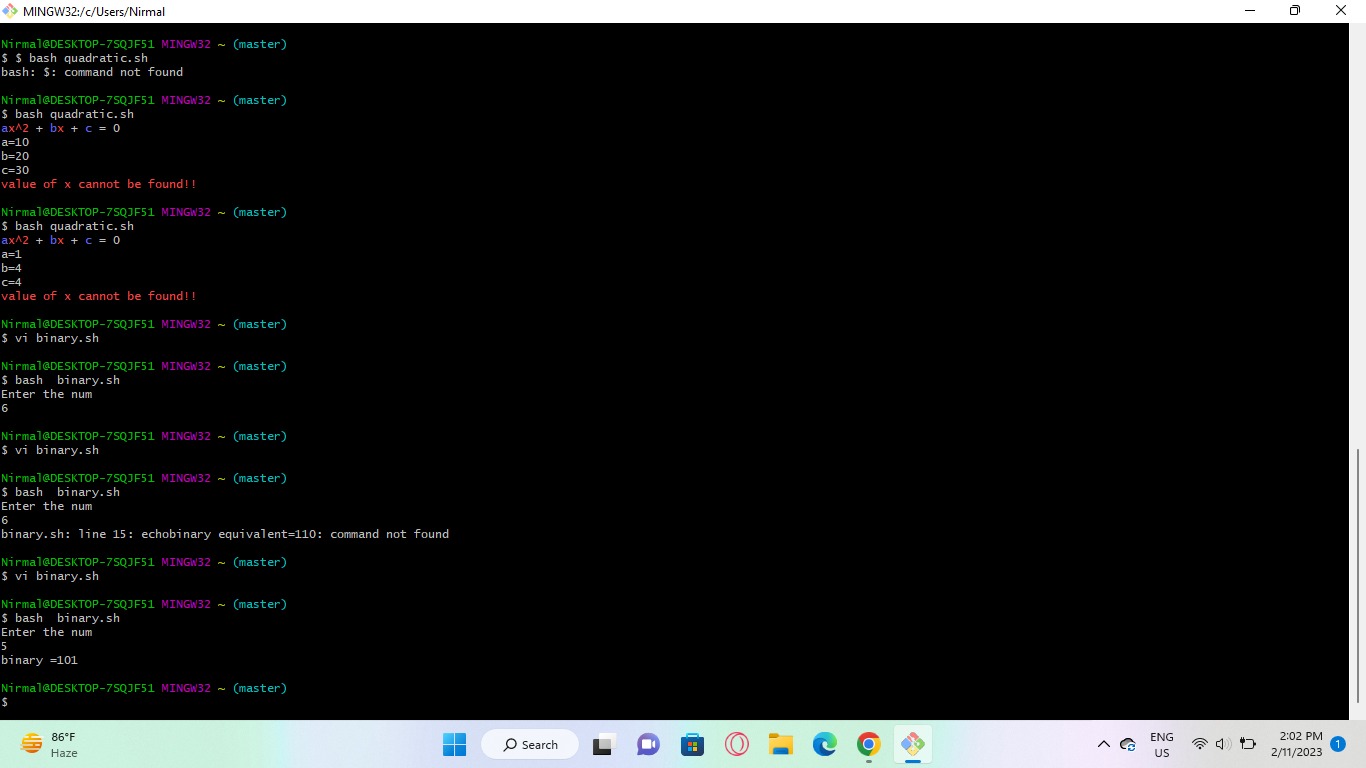 MINGW32:/c/Users/Nirmal
Nirmal@DESKTOP-7SQJF51 MINGW32 ~ (master)
$ $ bash quadratic.sh
bash: $: command not found
Nirmal@DESKTOP-7SQJF51 MINGW32 ~ (master)
$ bash quadratic.sh
ax^2 + bx + c = 0
a=10
b=20
c=30
value of x cannot be found!!
Nirmal@DESKTOP-7SQJF51 MINGW32 ~ (master)
$ bash quadratic.sh
ax^2 + bx + c = 0
a=1
b=4
c=4
value of x cannot be found!!
Nirmal@DESKTOP-7SQJF51 MINGW32 ~ (master)
$ vi binary.sh
Nirmal@DESKTOP-7SQJF51 MINGW32 ~ (master)
$ bash  binary.sh
Enter the num
6
Nirmal@DESKTOP-7SQJF51 MINGW32 ~ (master)
$ vi binary.sh
Nirmal@DESKTOP-7SQJF51 MINGW32 ~ (master)
$ bash  binary.sh
Enter the num
6
binary.sh: line 15: echobinary equivalent=110: command not found
Nirmal@DESKTOP-7SQJF51 MINGW32 ~ (master)
$ vi binary.sh
Nirmal@DESKTOP-7SQJF51 MINGW32 ~ (master)
$ bash  binary.sh
Enter the num
5
binary =101
Nirmal@DESKTOP-7SQJF51 MINGW32 ~ (master)
$
86°F
Haze
Search
ENG
US
2:02 PM
2/11/2023
1